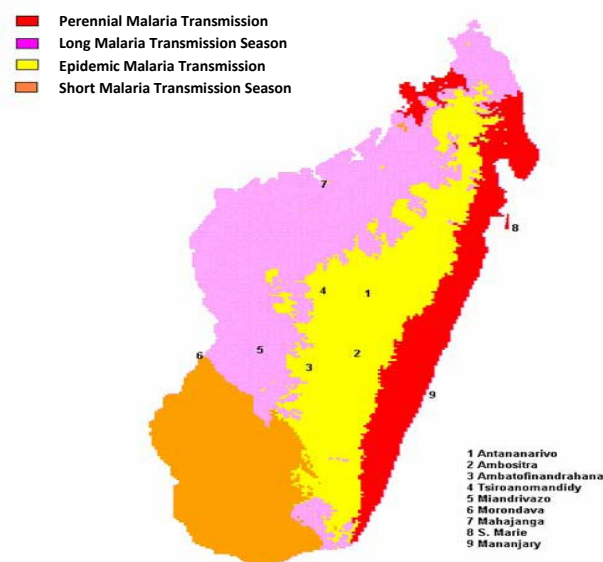 Perennial Malaria Transmission
Long Malaria Transmission Season
Epidemic Malaria Transmission
Short Malaria Transmission Season
7
8
4
1
6
5
2
3
9
1 Antananarivo
2 Ambositra
3 Ambatofinandrahana
4 Tsiroanomandidy
5 Miandrivazo
6 Morondava
7 Mahajanga
8 S. Marie
9 Mananjary